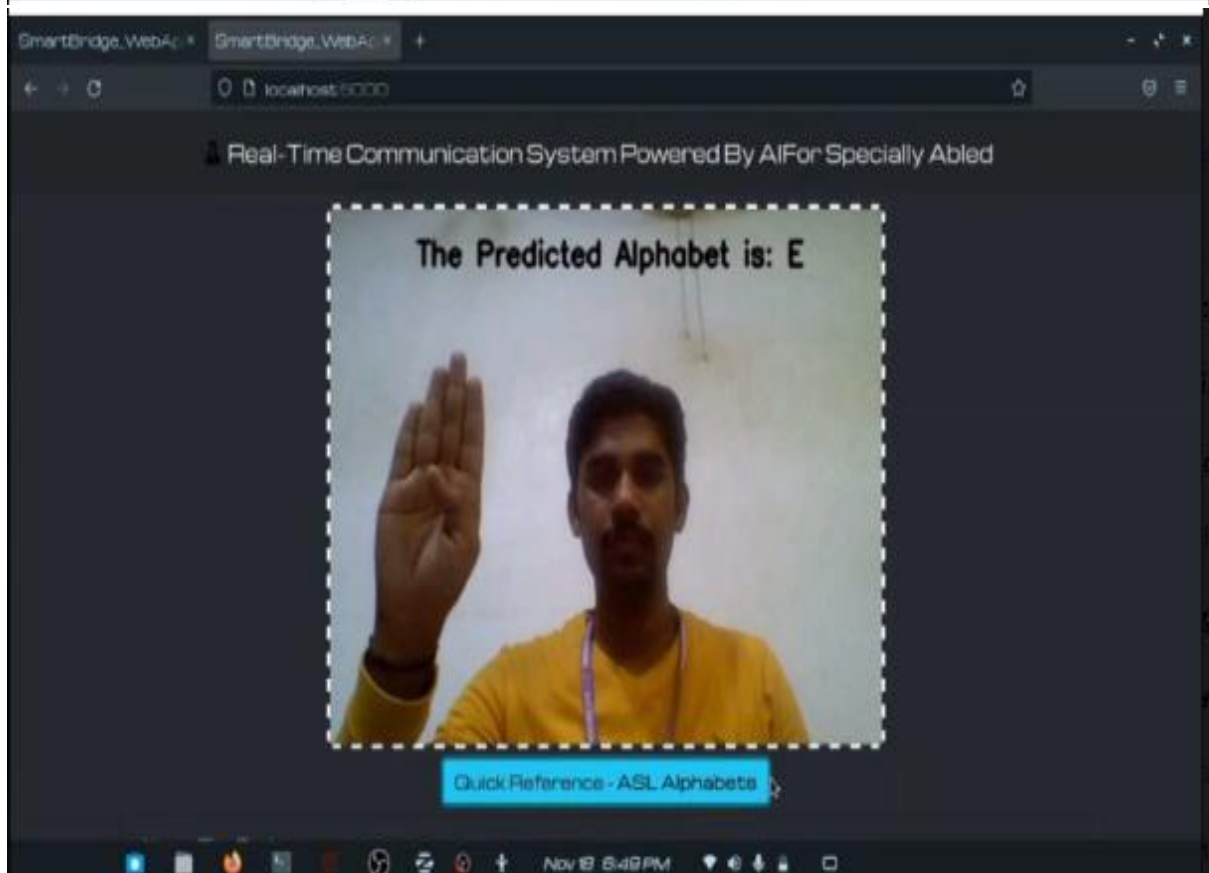 SmartBridge_WebAp × SmartBridge_WebAp × +
localhost:5000
Real-Time Communication System Powered By AIFor Specially Abled
The Predicted Alphabet is: E
Quick Reference - ASL Alphabets
Nov 18 6:49 PM